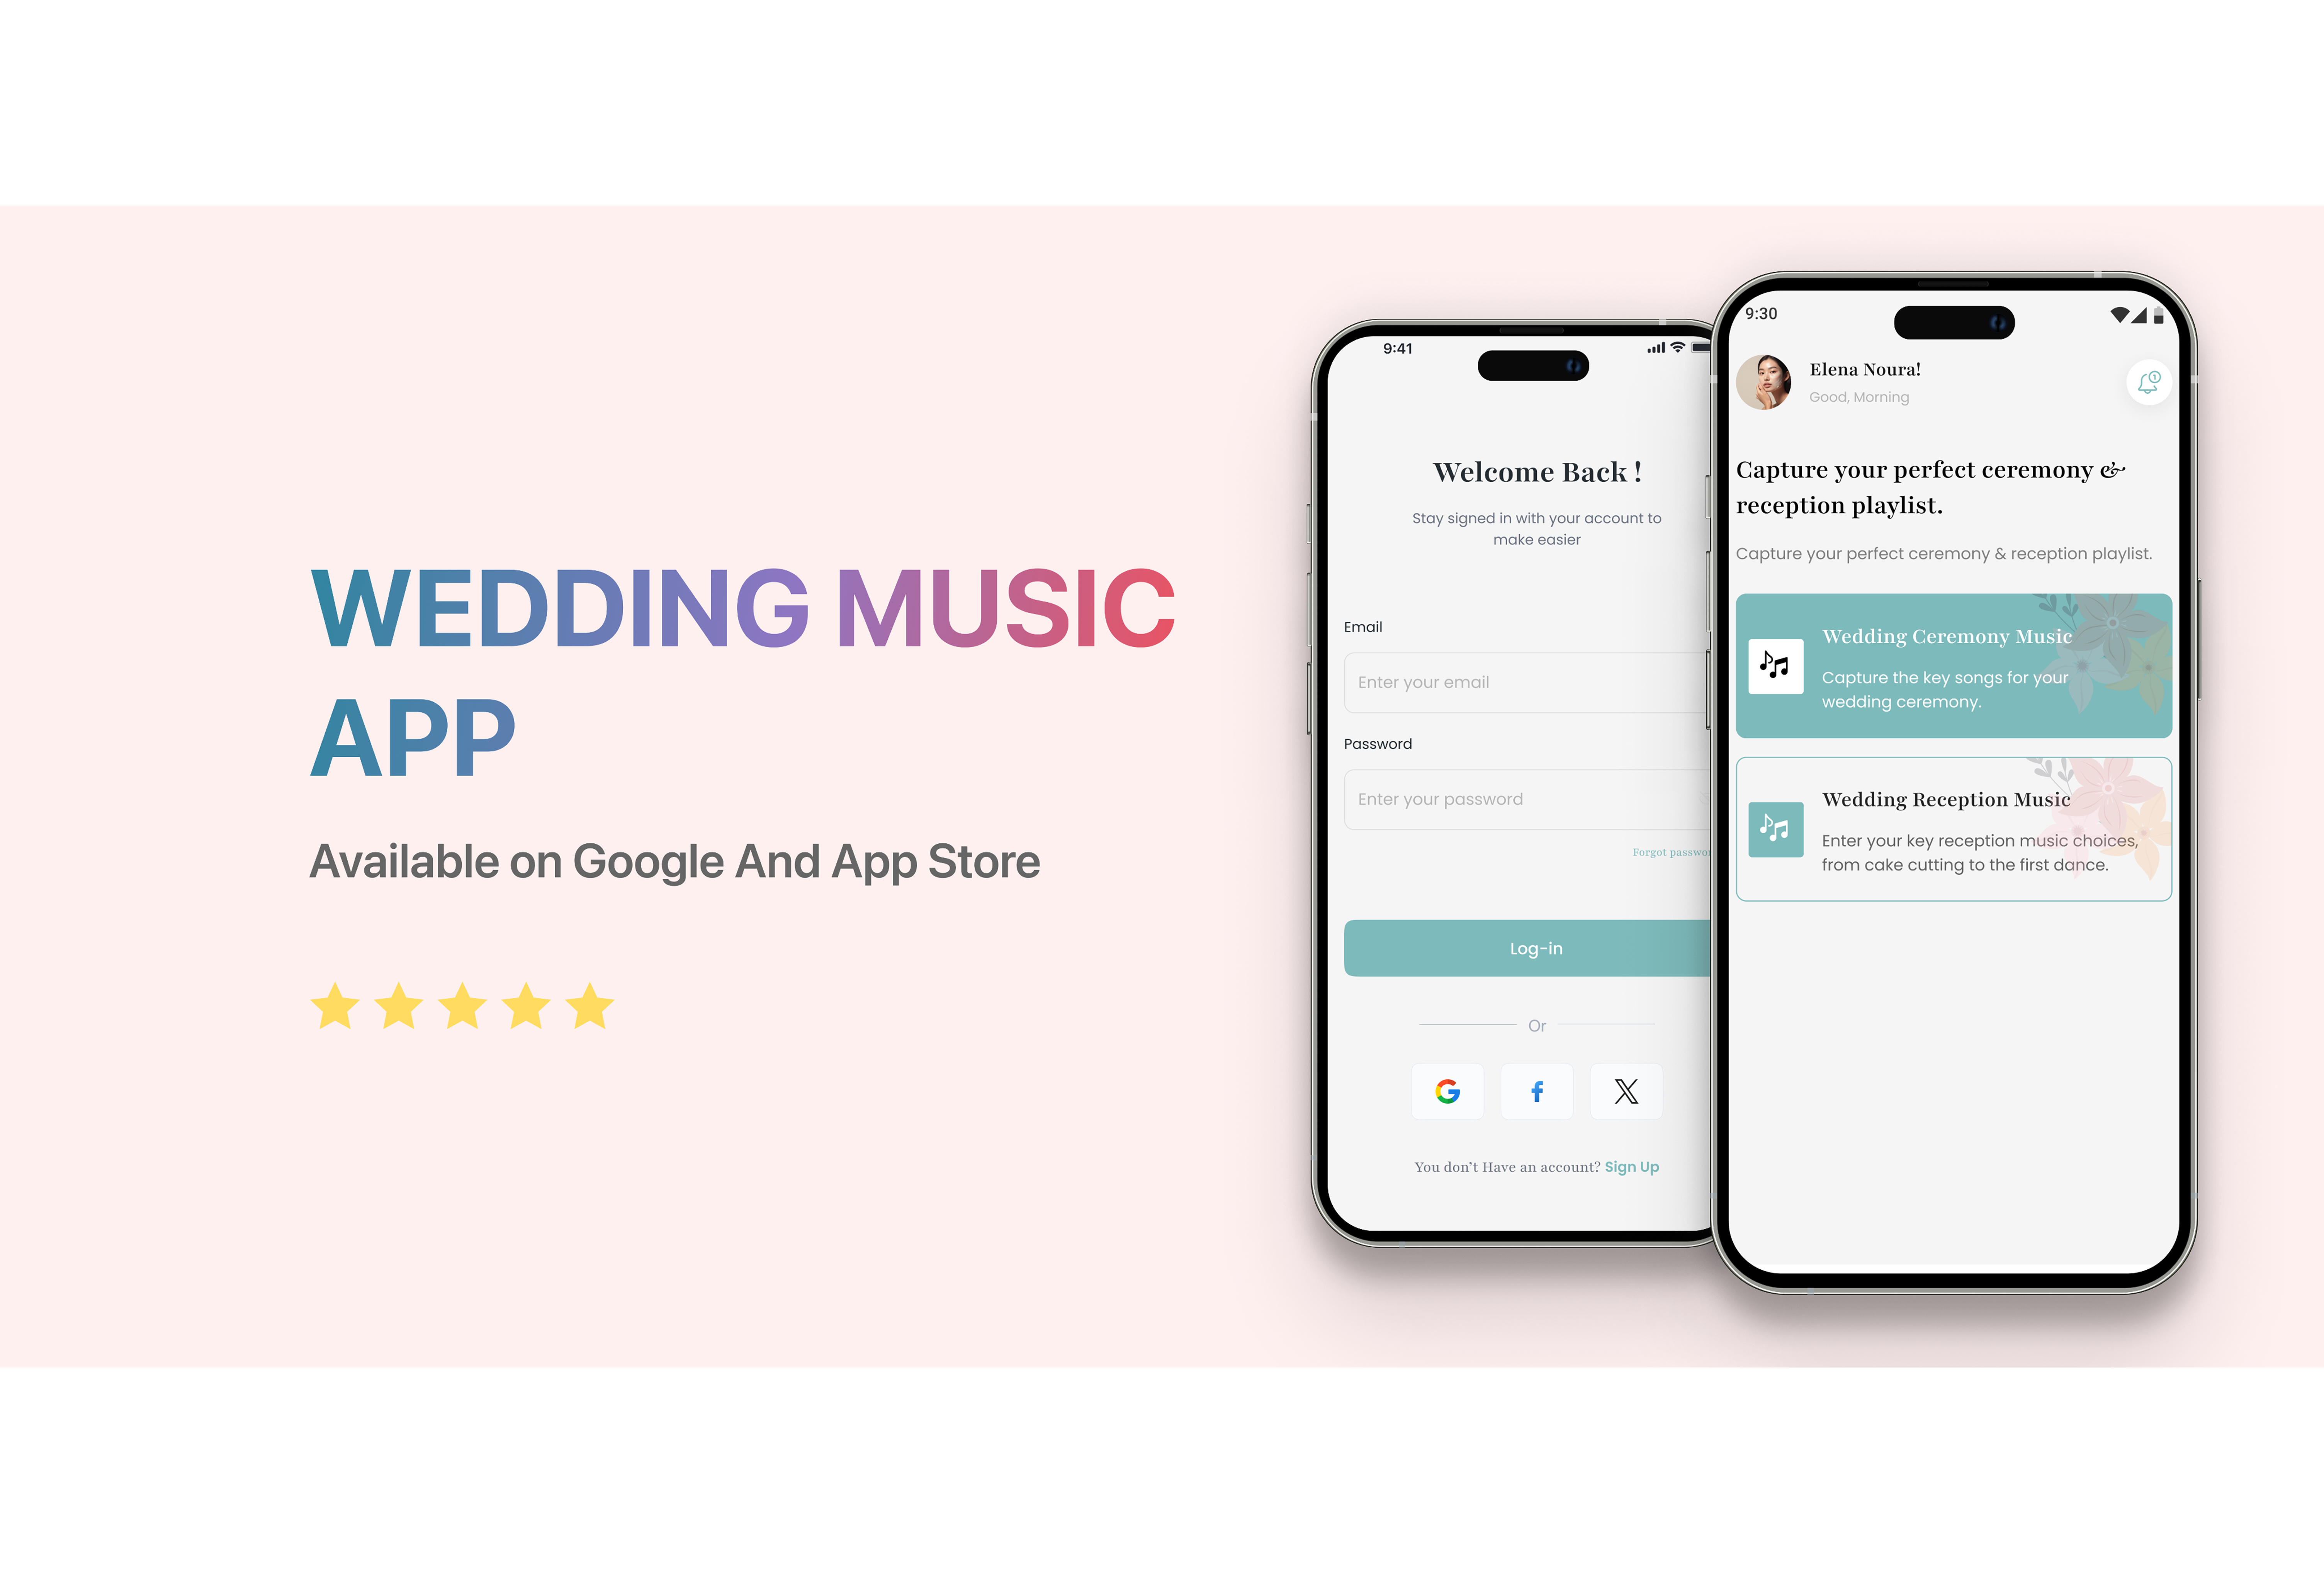 WEDDING MUSIC
APP
Available on Google And App Store
9:41
Welcome Back !
Stay signed in with your account to
make easier
Email
Enter your email
Password
Enter your password
Forgot
Log-in
Or
You don't Have an account? Sign Up
9:30
Elena Noura!
Good, Morning
1
Capture your perfect ceremony &
reception playlist.
Capture your perfect ceremony & reception playlist.
Wedding Ceremony Music
Capture the key songs for your
wedding ceremony.
Wedding Reception Music
Enter your key reception music choices,
from cake cutting to the first dance.